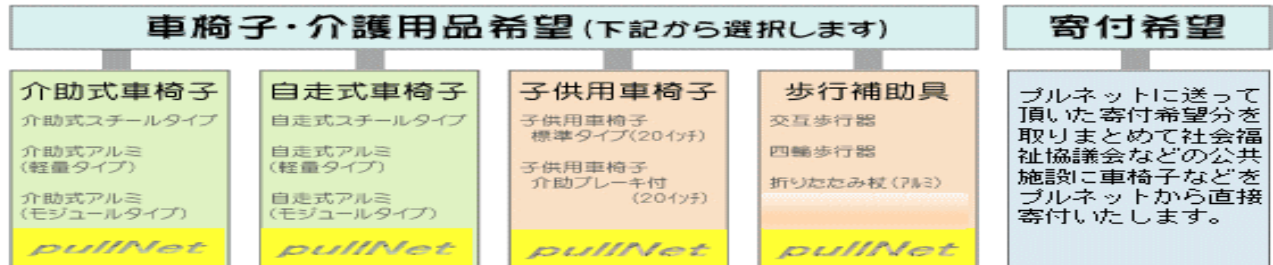 車椅子・介護用品希望(下記から選択します)
寄付希望
介助式車椅子
介助式スチールタイプ
介助式アルミ
(軽量タイプ)
介助式アルミ
(モジュールタイプ)
pullNet
自走式車椅子
自走式スチールタイプ
自走式アルミ
(軽量タイプ)
自走式アルミ
(モジュールタイプ)
pullNet
子供用車椅子
子供用車椅子
標準タイプ(20インチ)
子供用車椅子
介助ブレーキ付
(20インチ)
pullNet
歩行補助具
交互歩行器
四輪歩行器
折りたたみ杖(アルミ)
pullNet
プルネットに送って
頂いた寄付希望分を
取りまとめて社会福
祉協議会などの公共
施設に車椅子などを
プルネットから直接
寄付いたします。